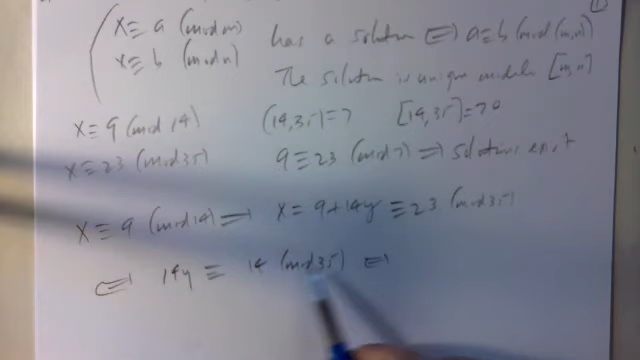 ①
x ≡ a (mod m)
x ≡ b (mod n)
has a solution ⟺ a ≡ b (mod (m,n))
The solution is unique modulo [m,n]
x ≡ 9 (mod 14) (14,35)=7 [14,35]=70
x ≡ 23 (mod 35) 9 ≡ 23 (mod 7) ⟹ solutions exist
x ≡ 9 (mod 14) ⟹ x = 9+14y ≡ 23 (mod 35)
⟺ 14y ≡ 14 (mod 35) ⟺